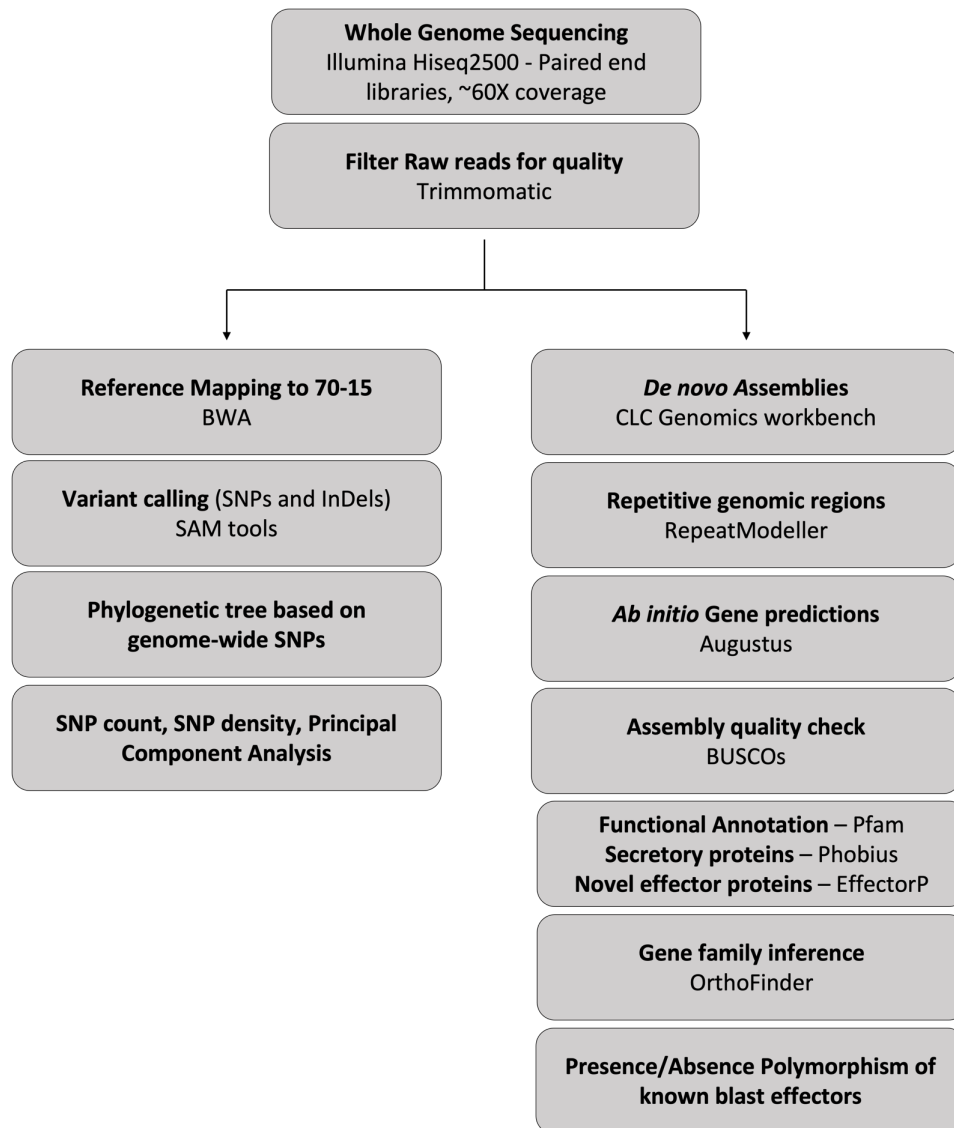 Whole Genome Sequencing
Illumina Hiseq2500 - Paired end
libraries, ~60X coverage
Filter Raw reads for quality
Trimmomatic
Reference Mapping to 70-15
BWA
Variant calling (SNPs and InDels)
SAM tools
Phylogenetic tree based on
genome-wide SNPs
SNP count, SNP density, Principal
Component Analysis
De novo Assemblies
CLC Genomics workbench
Repetitive genomic regions
RepeatModeller
Ab initio Gene predictions
Augustus
Assembly quality check
BUSCOs
Functional Annotation – Pfam
Secretory proteins – Phobius
Novel effector proteins – EffectorP
Gene family inference
OrthoFinder
Presence/Absence Polymorphism of
known blast effectors